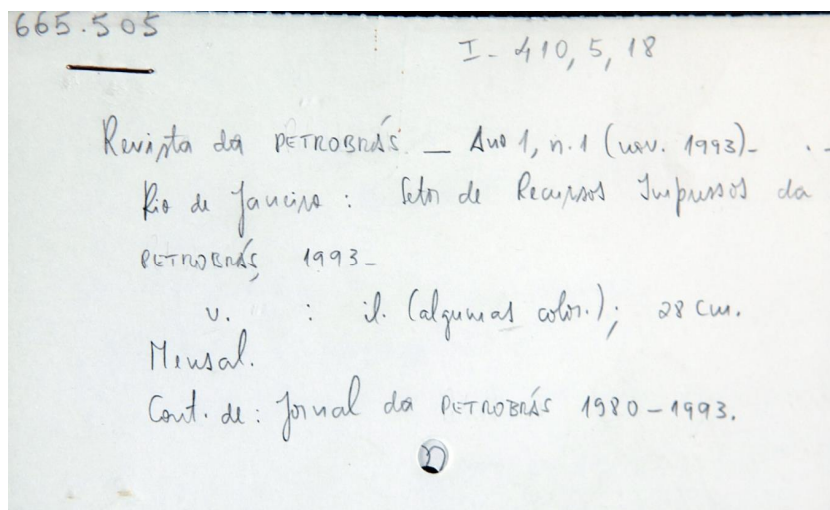 665.505
I-410,5,18
Revista da PETROBRÁS — Ano 1, n.1 (nov. 1993)- . -
Rio de Janeiro : Setor de Recursos Impressos da
PETROBRÁS, 1993-
v. : il. (algumas color.); 28 cm.
Mensal.
Cont. de: Jornal da PETROBRÁS 1980-1993.